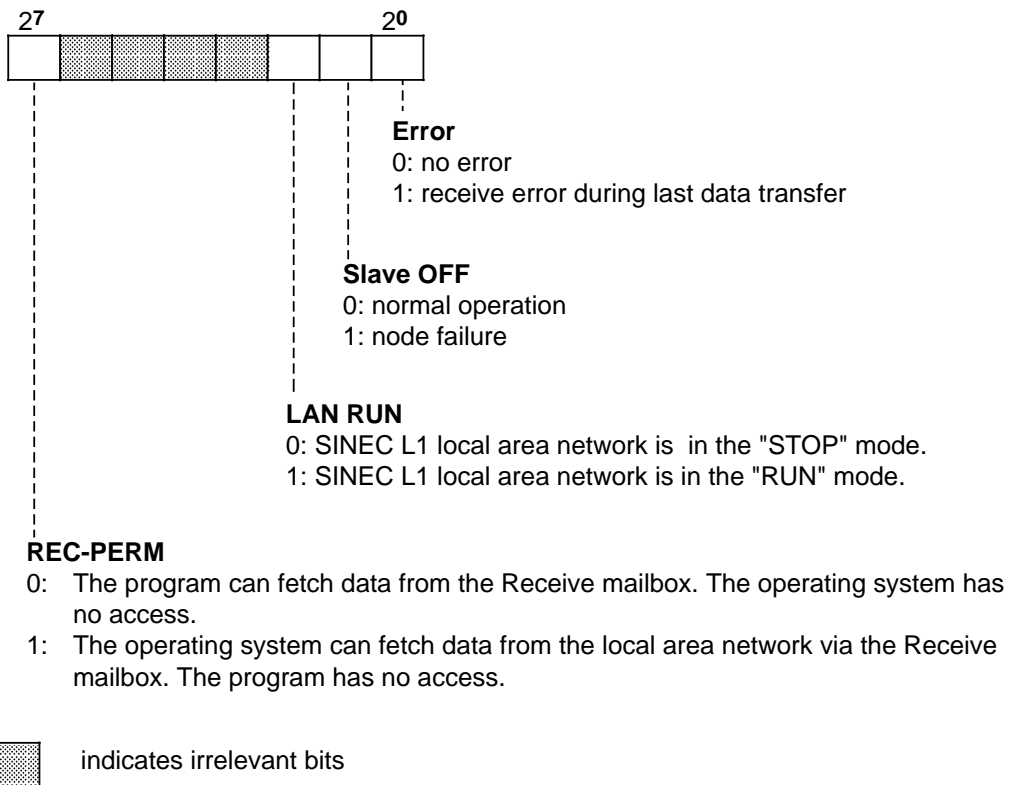 27 20
Error
0: no error
1: receive error during last data transfer
Slave OFF
0: normal operation
1: node failure
LAN RUN
0: SINEC L1 local area network is in the "STOP" mode.
1: SINEC L1 local area network is in the "RUN" mode.
REC-PERM
0: The program can fetch data from the Receive mailbox. The operating system has
no access.
1: The operating system can fetch data from the local area network via the Receive
mailbox. The program has no access.
indicates irrelevant bits